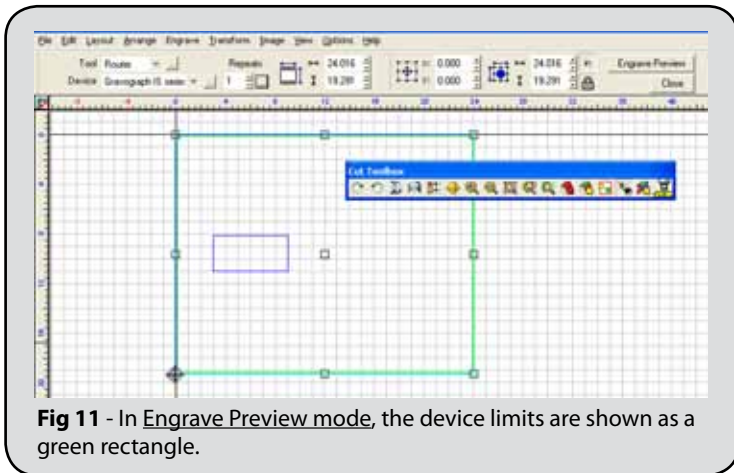 File Edit Layout Arrange Engrave Transform Image View Options Help
Tool Route Repeats 24.016 0.000 24.016 Engrave Preview
Device Gravograph IS 1 19.291 0.000 19.291 Close
Cut Toolbox
Fig 11 - In Engrave Preview mode, the device limits are shown as a
green rectangle.